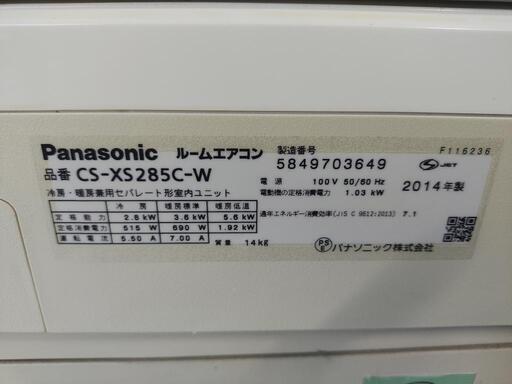 Panasonic ルームエアコン
品番 CS-XS285C-W
冷房・暖房兼用セパレート形室内ユニット
冷房標準 暖房標準 暖房低温
定格能力 2.8 kW 3.6 kW 5.6 kW
定格消費電力 515 W 690 W 1.92 kW
運転電流 5.50 A 7.00 A
質量 14kg
製造番号
5849703649
F116236
JET
電源 100V 50/60 Hz
電動機の定格消費電力 1.03 kW
2014年製
通年エネルギー消費効率(JIS C 9612:2013) 7.1
PSE
パナソニック株式会社